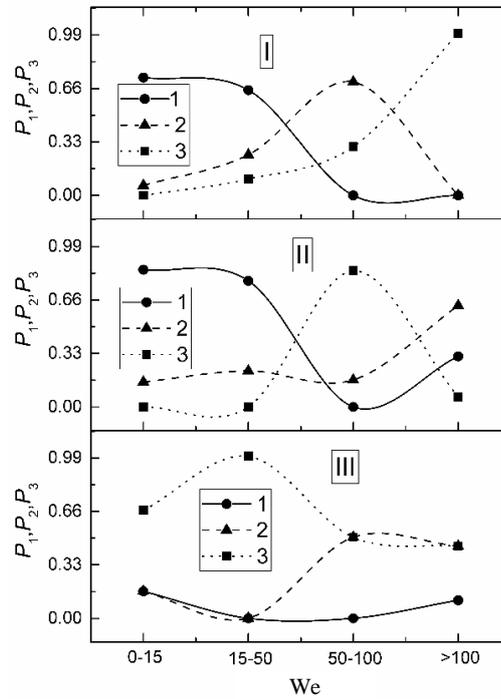 P1, P2, P3
0.99
0.66
0.33
0.00
I
1
2
3
P1, P2, P3
0.99
0.66
0.33
0.00
II
1
2
3
P1, P2, P3
0.99
0.66
0.33
0.00
III
1
2
3
0-15 15-50 50-100 >100
We